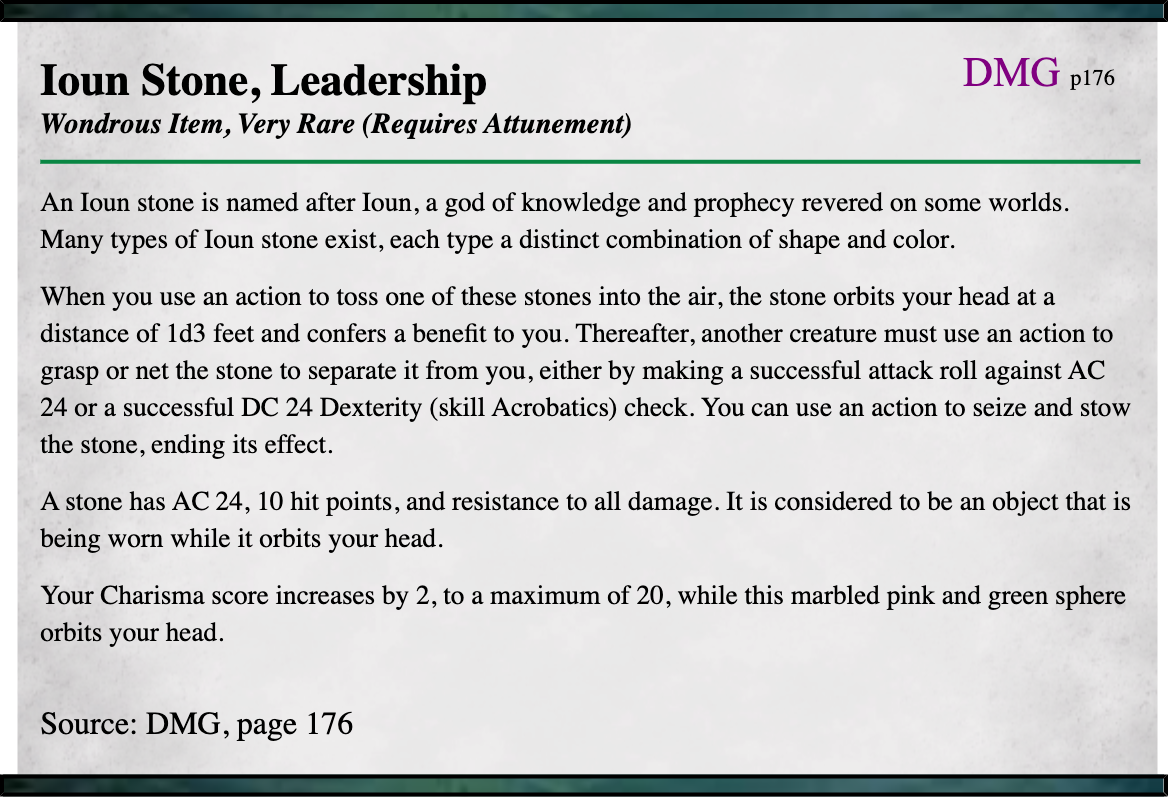 Ioun Stone, Leadership
DMG p176
Wondrous Item, Very Rare (Requires Attunement)
An Ioun stone is named after Ioun, a god of knowledge and prophecy revered on some worlds.
Many types of Ioun stone exist, each type a distinct combination of shape and color.
When you use an action to toss one of these stones into the air, the stone orbits your head at a
distance of 1d3 feet and confers a benefit to you. Thereafter, another creature must use an action to
grasp or net the stone to separate it from you, either by making a successful attack roll against AC
24 or a successful DC 24 Dexterity (skill Acrobatics) check. You can use an action to seize and stow
the stone, ending its effect.
A stone has AC 24, 10 hit points, and resistance to all damage. It is considered to be an object that is
being worn while it orbits your head.
Your Charisma score increases by 2, to a maximum of 20, while this marbled pink and green sphere
orbits your head.
Source: DMG, page 176